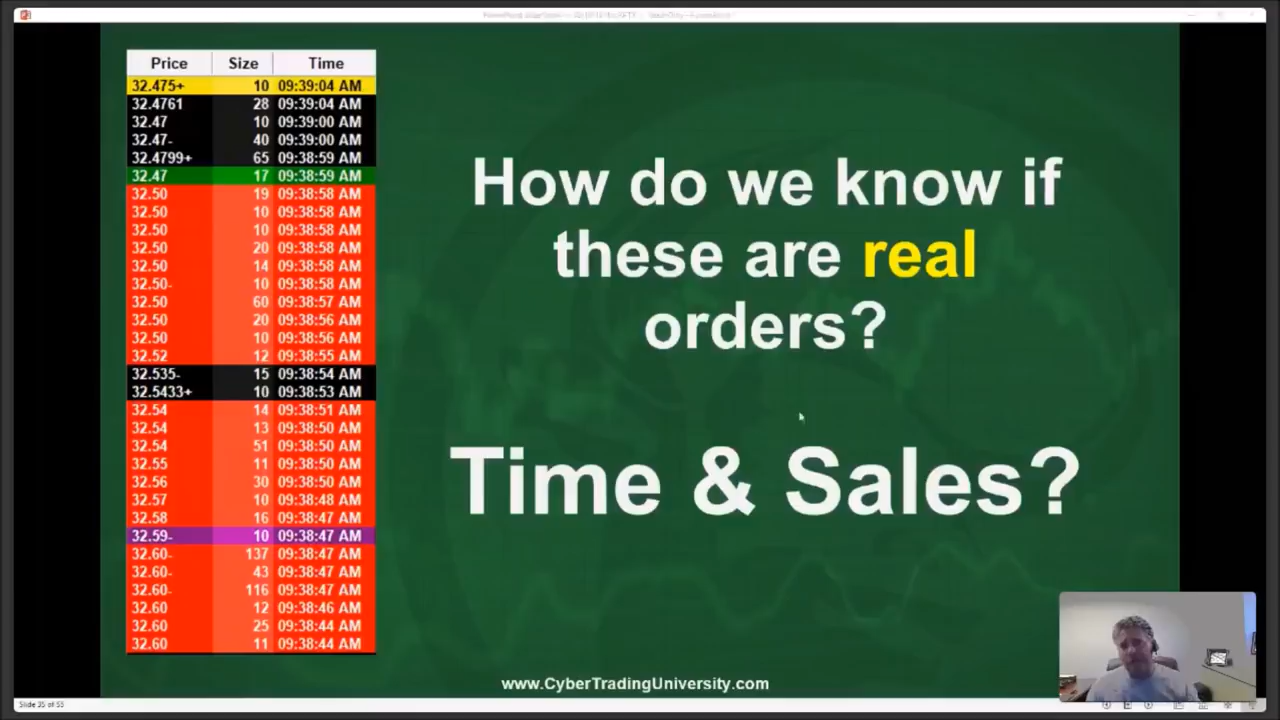 Price Size Time
32.475+ 10 09:39:04 AM
32.4761 28 09:39:04 AM
32.47 10 09:39:00 AM
32.47- 40 09:39:00 AM
32.4799+ 65 09:38:59 AM
32.47 17 09:38:59 AM
32.50 19 09:38:58 AM
32.50 10 09:38:58 AM
32.50 10 09:38:58 AM
32.50 20 09:38:58 AM
32.50 14 09:38:58 AM
32.50- 10 09:38:58 AM
32.50 60 09:38:57 AM
32.50 20 09:38:56 AM
32.50 10 09:38:56 AM
32.52 12 09:38:55 AM
32.535- 15 09:38:54 AM
32.5433+ 10 09:38:53 AM
32.54 14 09:38:51 AM
32.54 13 09:38:50 AM
32.54 51 09:38:50 AM
32.55 11 09:38:50 AM
32.56 30 09:38:50 AM
32.57 10 09:38:48 AM
32.58 16 09:38:47 AM
32.59- 10 09:38:47 AM
32.60- 137 09:38:47 AM
32.60- 43 09:38:47 AM
32.60- 116 09:38:47 AM
32.60 12 09:38:46 AM
32.60 25 09:38:44 AM
32.60 11 09:38:44 AM
How do we know if
these are real
orders?
Time & Sales?
www.CyberTradingUniversity.com
Slide 35 of 55